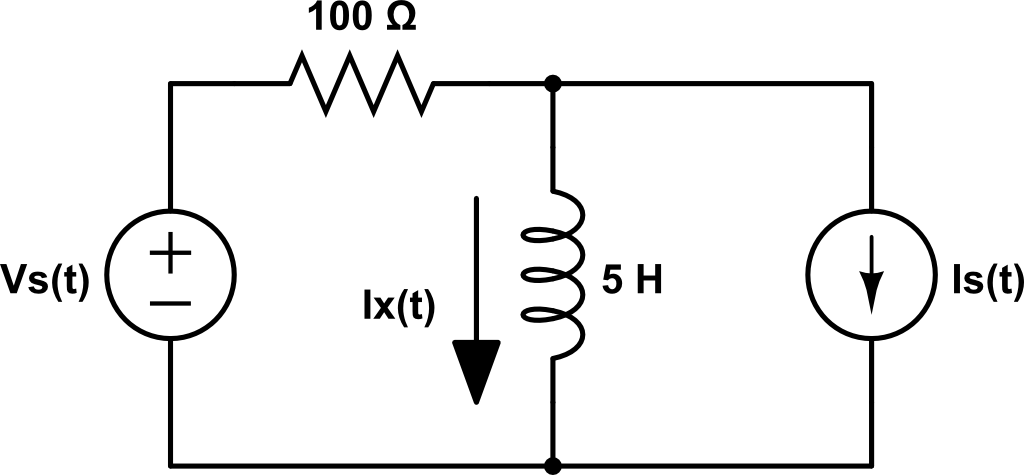 100 Ω
Vs(t)
Ix(t)
5 H
Is(t)